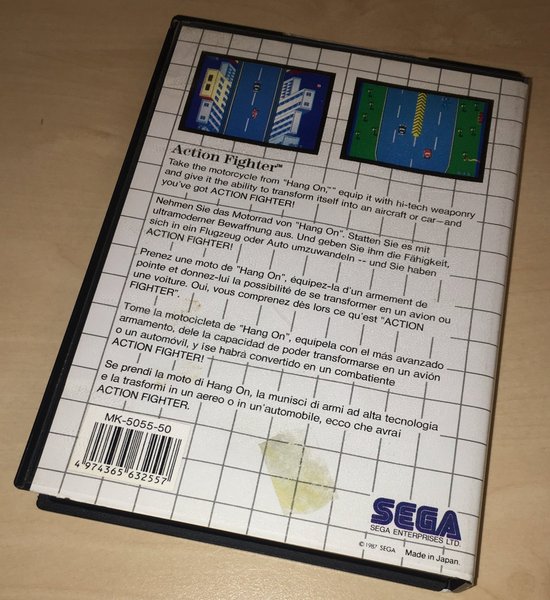 Action Fighter™
Take the motorcycle from "Hang On,™" equip it with hi-tech weaponry
and give it the ability to transform itself into an aircraft or car—and
you've got ACTION FIGHTER!
Nehmen Sie das Motorrad von "Hang On". Statten Sie es mit
ultramoderner Bewaffnung aus. Und geben Sie ihm die Fähigkeit,
sich in ein Flugzeug oder Auto umzuwandeln -- und Sie haben
ACTION FIGHTER!
Prenez une moto de "Hang On", équipez-la d'un armement de
pointe et donnez-lui la possibilité de se transformer en un avion ou
une voiture. Oui, vous comprenez dès lors ce qu'est "ACTION
FIGHTER".
Tome la motocicleta de "Hang On", equipela con el más avanzado
armamento, dele la capacidad de poder transformarse en un avión
o un automóvil, y ise habrá convertido en un combatiente
ACTION FIGHTER!
Se prendi la moto di Hang On, la munisci di armi ad alta tecnologia
e la trasformi in un aereo o in un'automobile, ecco che avrai
ACTION FIGHTER.
MK-5055-50
4 974365 632557
SEGA
SEGA ENTERPRISES LTD.
© 1987 SEGA Made in Japan.